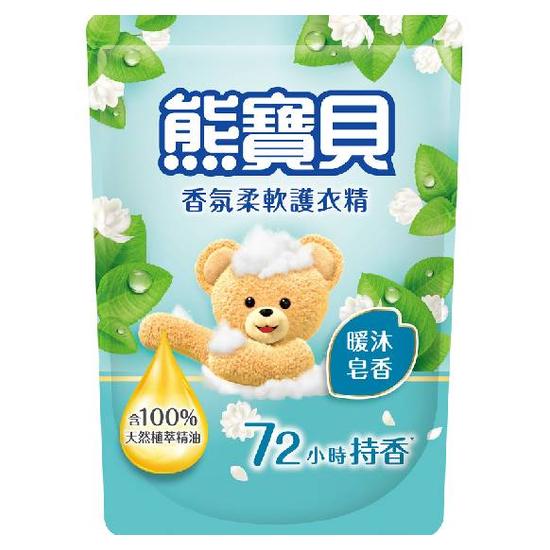 熊寶貝
香氛柔軟護衣精
暖沐
皂香
含100%
天然植萃精油
72小時持香*